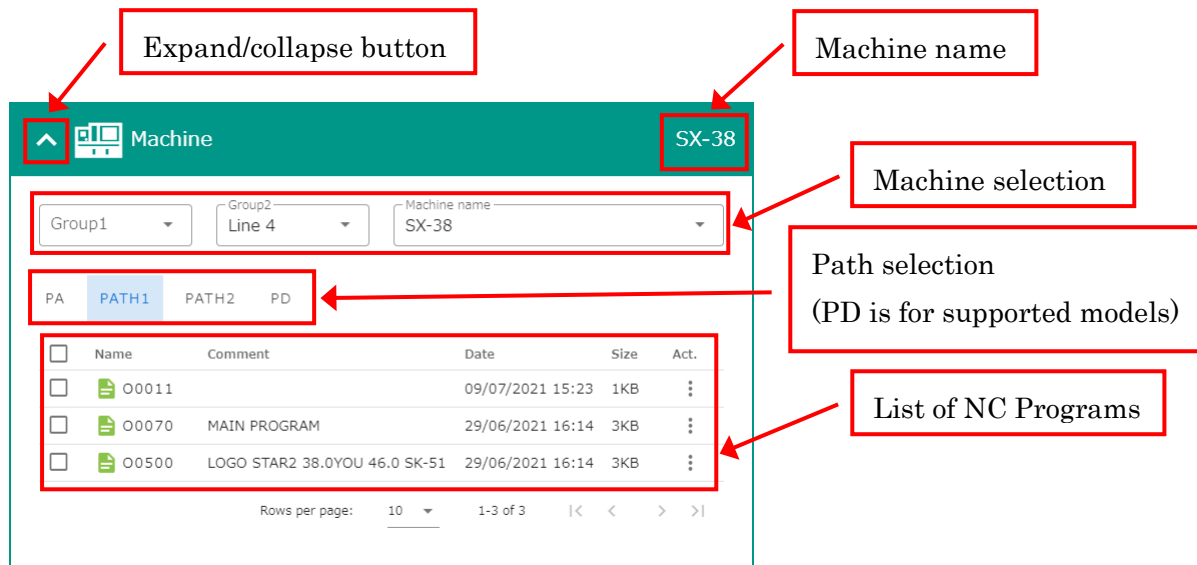 Expand/collapse button
Machine name
Machine
SX-38
Machine selection
Group1
Group2
Line 4
Machine name
SX-38
Path selection
(PD is for supported models)
PA PATH1 PATH2 PD
Name Comment Date Size Act.
O0011 09/07/2021 15:23 1KB
O0070 MAIN PROGRAM 29/06/2021 16:14 3KB
O0500 LOGO STAR2 38.0YOU 46.0 SK-51 29/06/2021 16:14 3KB
List of NC Programs
Rows per page: 10 1-3 of 3